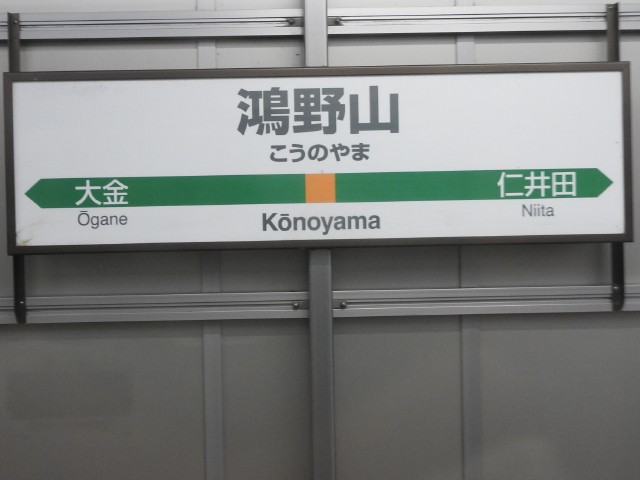 鴻野山
こうのやま
大金
仁井田
Ōgane
Kōnoyama
Niita